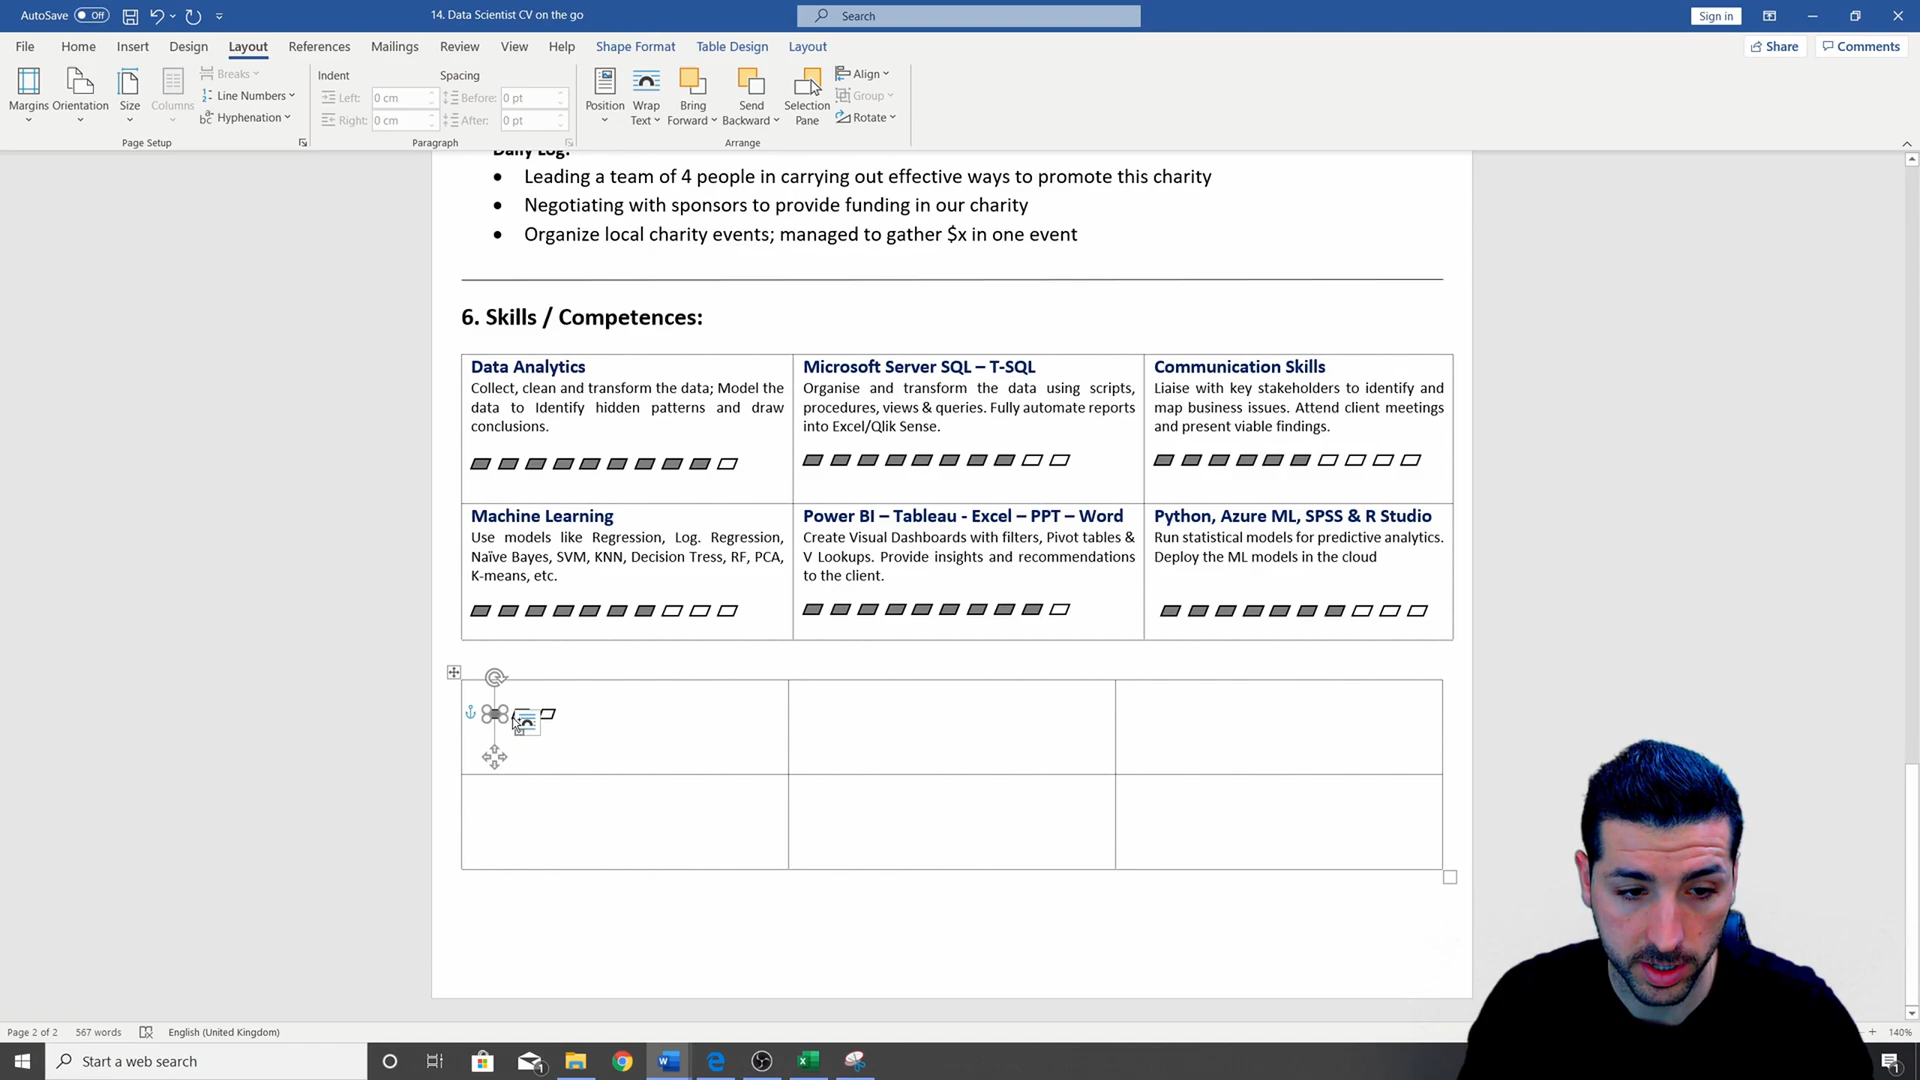 AutoSave Off
14. Data Scientist CV on the go
Search
Sign in
File Home Insert Design Layout References Mailings Review View Help Shape Format Table Design Layout
Share Comments
Margins
Orientation
Size
Columns
Breaks
Line Numbers
Hyphenation
Page Setup
Indent
Left: 0 cm
Right: 0 cm
Spacing
Before: 0 pt
After: 0 pt
Paragraph
Position
Wrap
Text
Bring
Forward
Send
Backward
Selection
Pane
Align
Group
Rotate
Arrange
Daily Log:
• Leading a team of 4 people in carrying out effective ways to promote this charity
• Negotiating with sponsors to provide funding in our charity
• Organize local charity events; managed to gather $x in one event
6. Skills / Competences:
Data Analytics
Collect, clean and transform the data; Model the
data to Identify hidden patterns and draw
conclusions.
Microsoft Server SQL – T-SQL
Organise and transform the data using scripts,
procedures, views & queries. Fully automate reports
into Excel/Qlik Sense.
Communication Skills
Liaise with key stakeholders to identify and
map business issues. Attend client meetings
and present viable findings.
Machine Learning
Use models like Regression, Log. Regression,
Naïve Bayes, SVM, KNN, Decision Tress, RF, PCA,
K-means, etc.
Power BI – Tableau - Excel – PPT – Word
Create Visual Dashboards with filters, Pivot tables &
V Lookups. Provide insights and recommendations
to the client.
Python, Azure ML, SPSS & R Studio
Run statistical models for predictive analytics.
Deploy the ML models in the cloud
Page 2 of 2 567 words English (United Kingdom)
140%
Start a web search